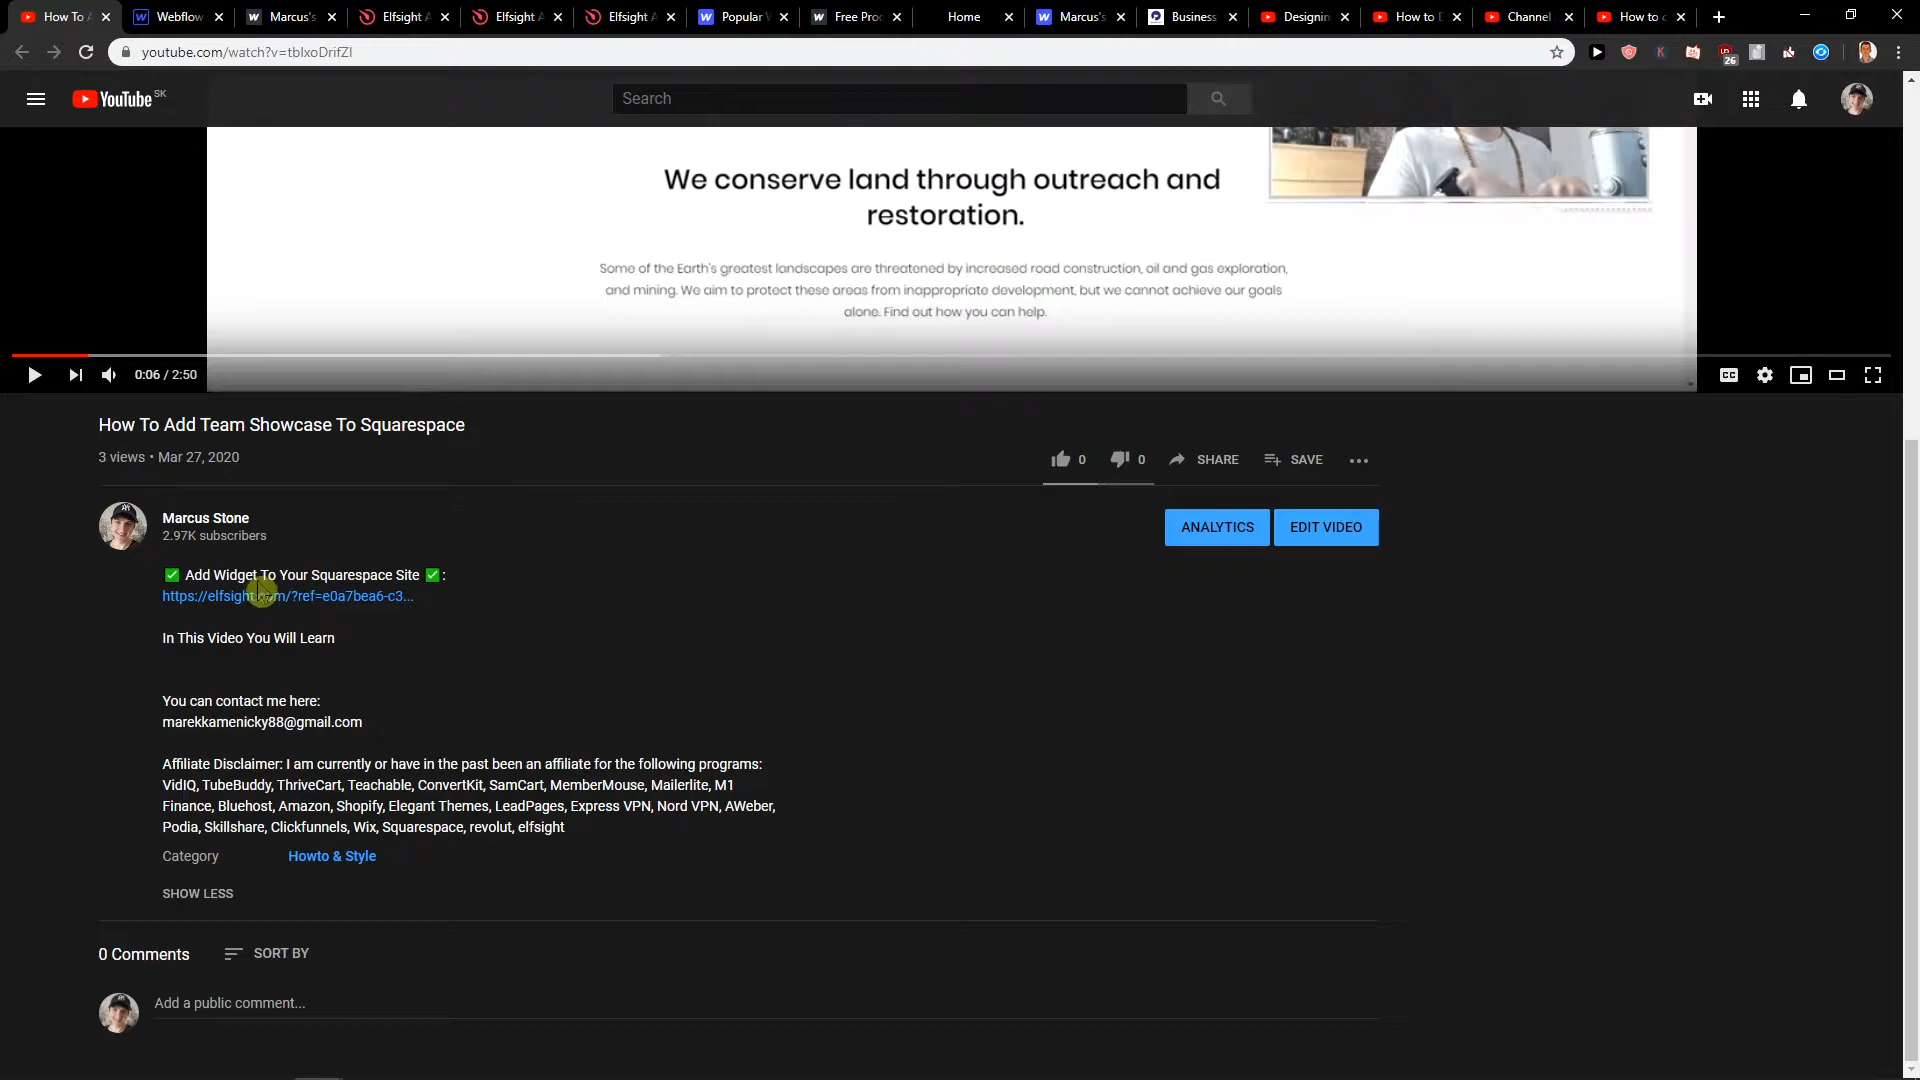 How To A
Webflow
Marcus's
Elfsight A
Elfsight A
Elfsight A
Popular W
Free Proc
Home
Marcus's
Business
Designin
How to D
Channel
How to c
youtube.com/watch?v=tbIxoDrifZI
26
YouTube SK
Search
We conserve land through outreach and
restoration.
Some of the Earth's greatest landscapes are threatened by increased road construction, oil and gas exploration,
and mining. We aim to protect these areas from inappropriate development, but we cannot achieve our goals
alone. Find out how you can help.
0:06 / 2:50
CC
How To Add Team Showcase To Squarespace
3 views • Mar 27, 2020
0
0
SHARE
SAVE
Marcus Stone
2.97K subscribers
ANALYTICS
EDIT VIDEO
✅ Add Widget To Your Squarespace Site ✅:
https://elfsight.com/?ref=e0a7bea6-c3...
In This Video You Will Learn
You can contact me here:
marekkamenicky88@gmail.com
Affiliate Disclaimer: I am currently or have in the past been an affiliate for the following programs:
VidIQ, TubeBuddy, ThriveCart, Teachable, ConvertKit, SamCart, MemberMouse, Mailerlite, M1
Finance, Bluehost, Amazon, Shopify, Elegant Themes, LeadPages, Express VPN, Nord VPN, AWeber,
Podia, Skillshare, Clickfunnels, Wix, Squarespace, revolut, elfsight
Category
Howto & Style
SHOW LESS
0 Comments
SORT BY
Add a public comment...